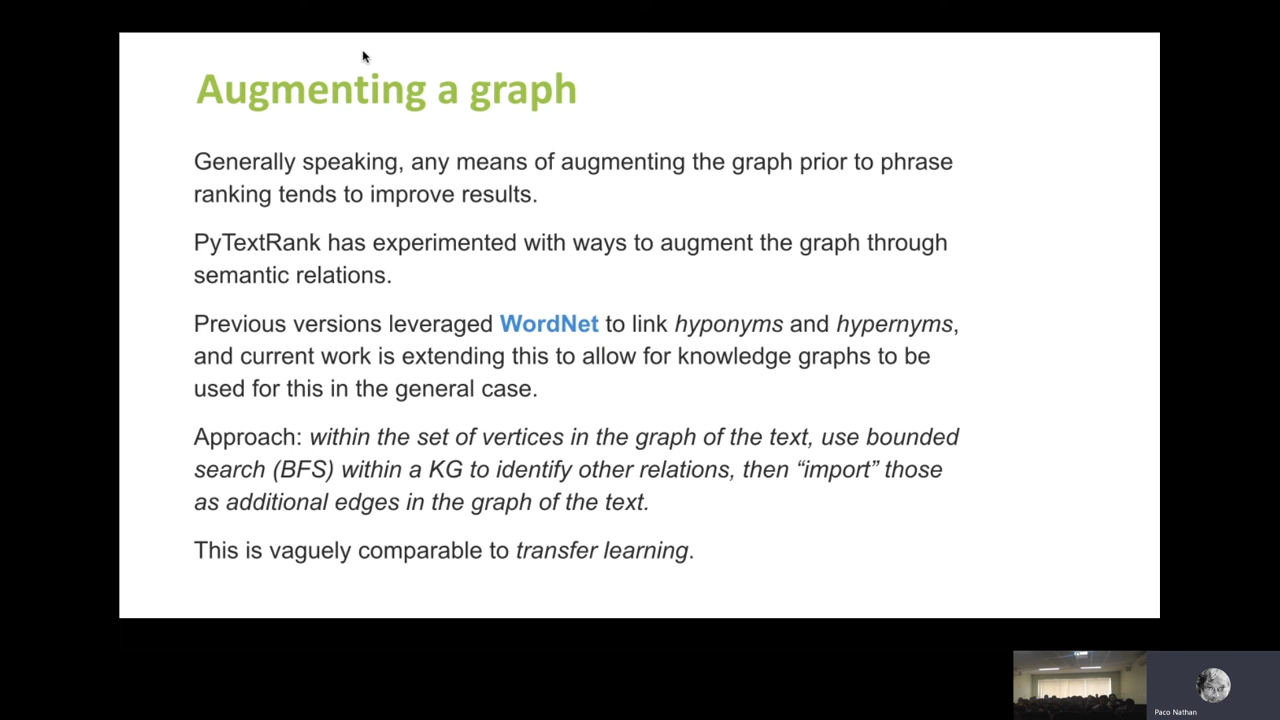 Augmenting a graph
Generally speaking, any means of augmenting the graph prior to phrase
ranking tends to improve results.
PyTextRank has experimented with ways to augment the graph through
semantic relations.
Previous versions leveraged WordNet to link hyponyms and hypernyms,
and current work is extending this to allow for knowledge graphs to be
used for this in the general case.
Approach: within the set of vertices in the graph of the text, use bounded
search (BFS) within a KG to identify other relations, then “import” those
as additional edges in the graph of the text.
This is vaguely comparable to transfer learning.
Paco Nathan